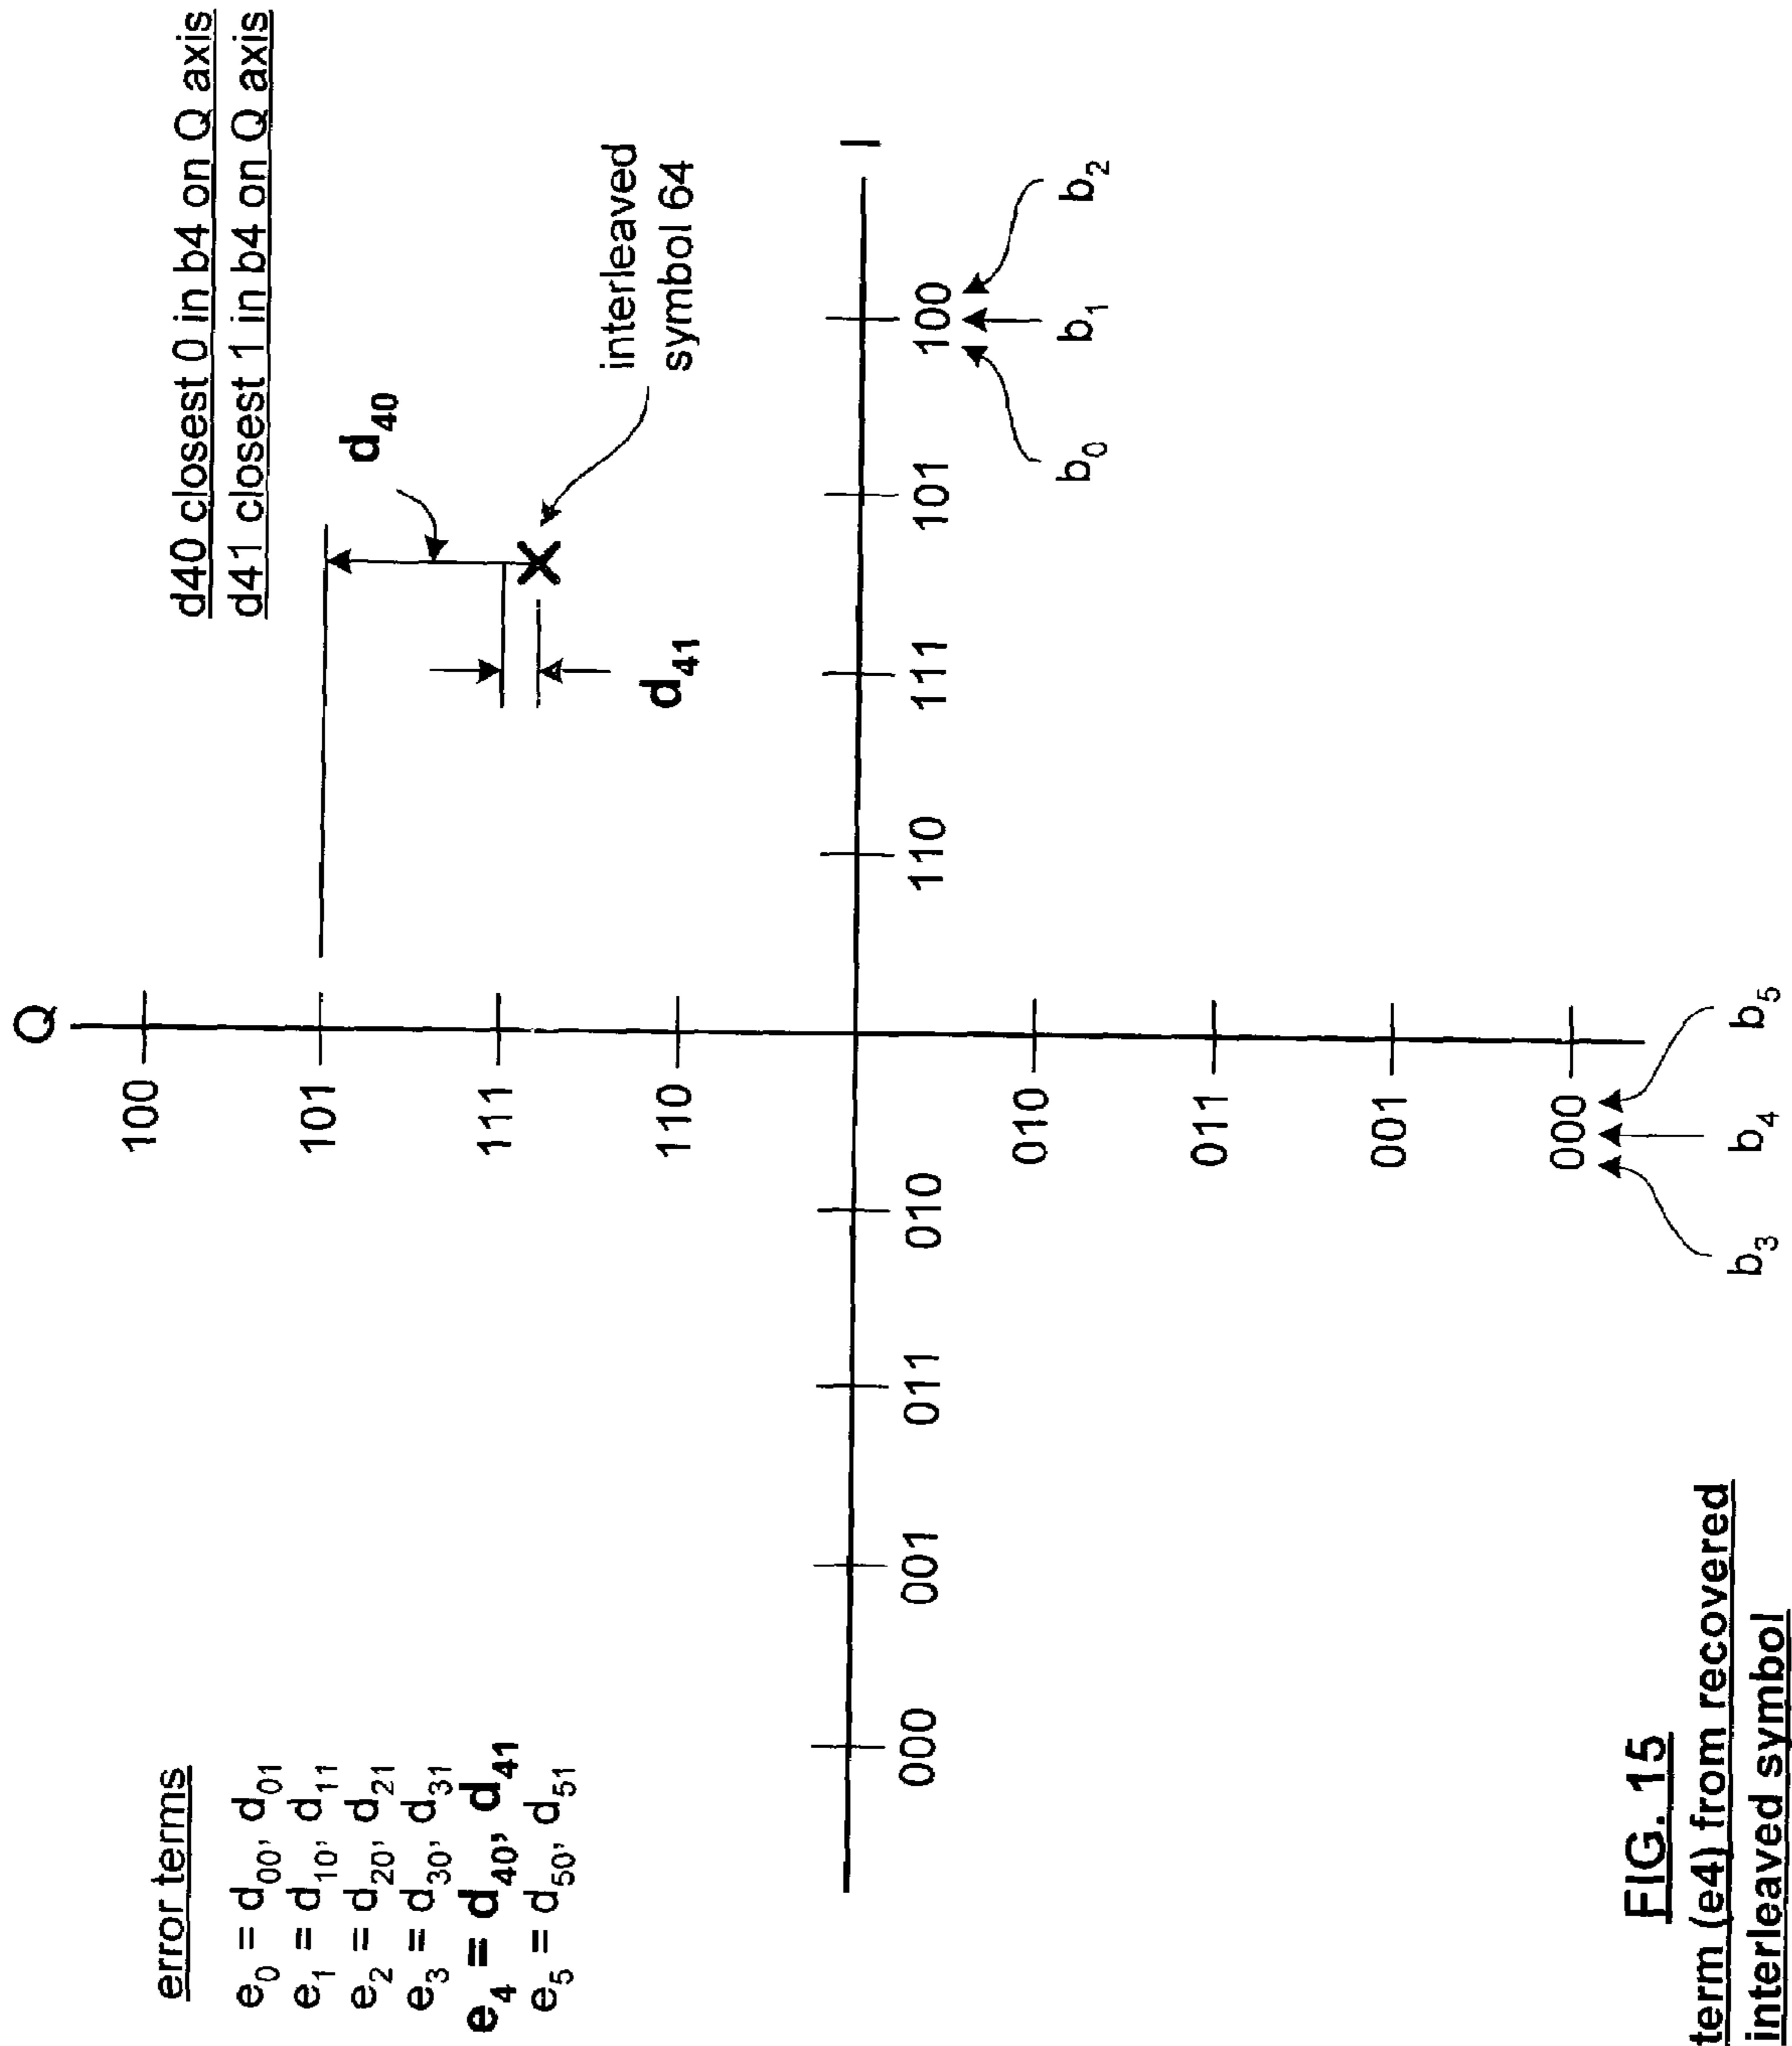 d40 closest 0 in b4 on Q axis
d41 closest 1 in b4 on Q axis
error terms
e₀ = d₀₀, d₀₁
e₁ = d₁₀, d₁₁
e₂ = d₂₀, d₂₁
e₃ = d₃₀, d₃₁
e₄ = d₄₀, d₄₁
e₅ = d₅₀, d₅₁
Q
100
101
111
110
010
011
001
000
b₃
b₄
b₅
d₄₀
d₄₁
interleaved
symbol 64
I
000
001
011
010
110
111
101
100
b₀
b₁
b₂
FIG. 15
term (e4) from recovered
interleaved symbol